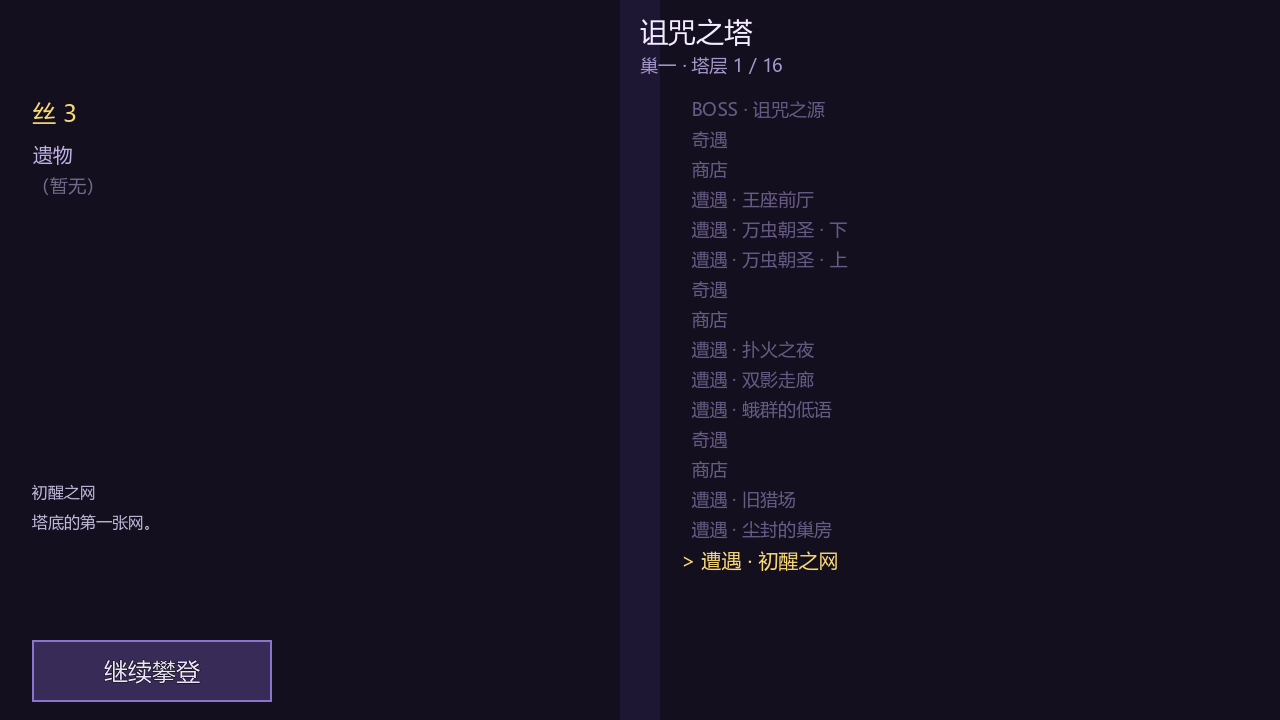 诅咒之塔
巢一 · 塔层 1 / 16
丝 3
遗物
（暂无）
初醒之网
塔底的第一张网。
继续攀登
BOSS · 诅咒之源
奇遇
商店
遭遇 · 王座前厅
遭遇 · 万虫朝圣 · 下
遭遇 · 万虫朝圣 · 上
奇遇
商店
遭遇 · 扑火之夜
遭遇 · 双影走廊
遭遇 · 蛾群的低语
奇遇
商店
遭遇 · 旧猎场
遭遇 · 尘封的巢房
> 遭遇 · 初醒之网